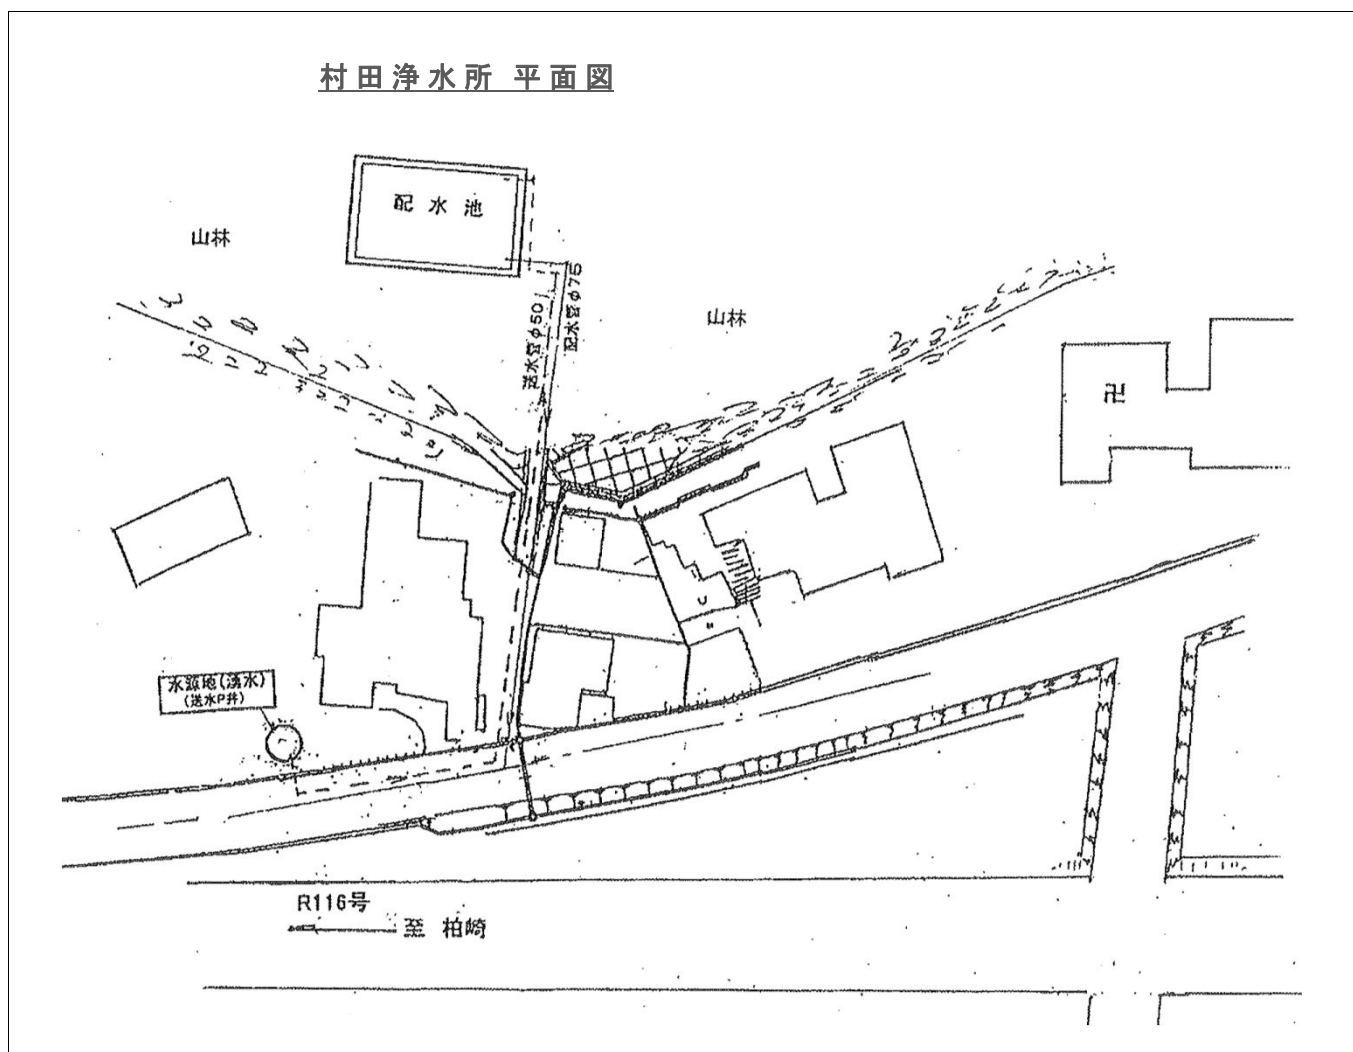 村田浄水所 平面図
配水池
山林
送水管φ50
配水管φ75
山林
卍
水源地(湧水)
(送水P井)
R116号
至 柏崎